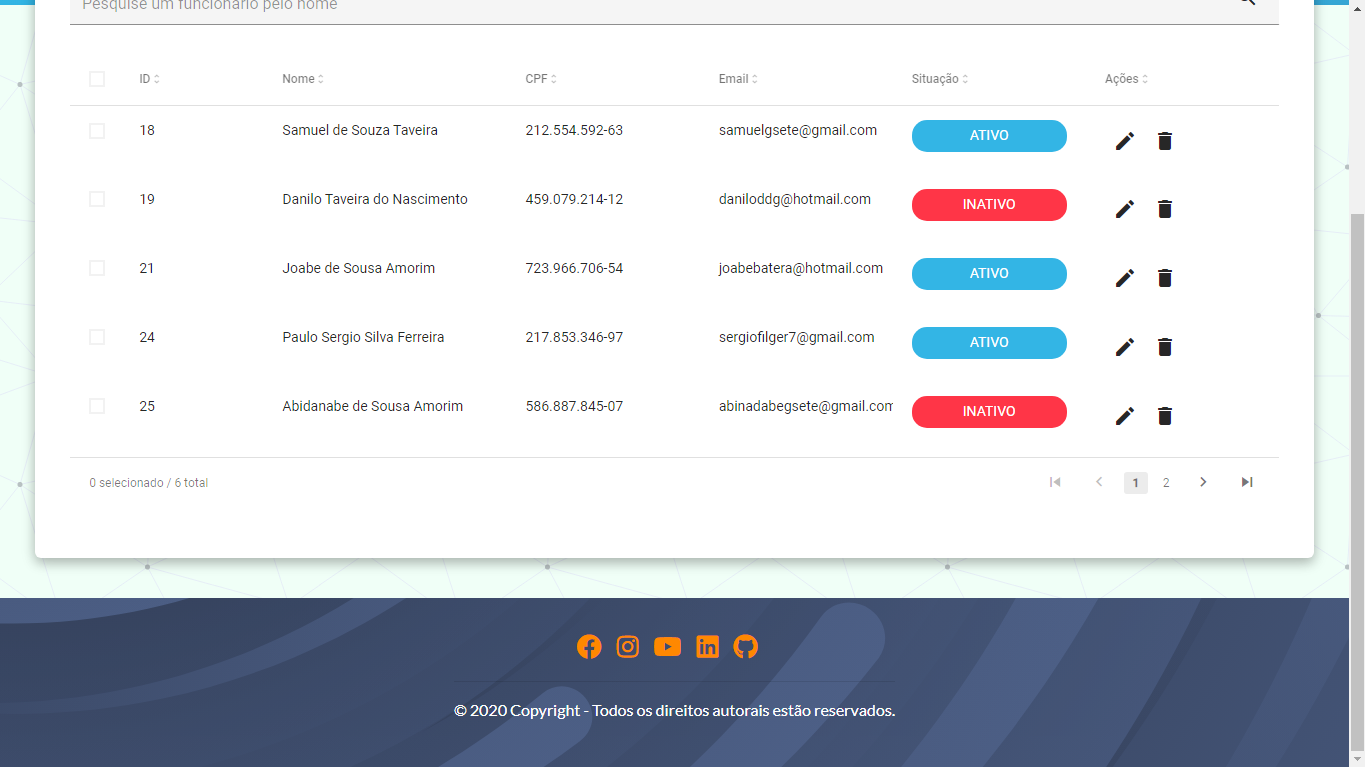 Pesquise um funcionário pelo nome
ID Nome CPF Email Situação Ações
18 Samuel de Souza Taveira 212.554.592-63 samuelgsete@gmail.com ATIVO
19 Danilo Taveira do Nascimento 459.079.214-12 daniloddg@hotmail.com INATIVO
21 Joabe de Sousa Amorim 723.966.706-54 joabebatera@hotmail.com ATIVO
24 Paulo Sergio Silva Ferreira 217.853.346-97 sergiofilger7@gmail.com ATIVO
25 Abidanabe de Sousa Amorim 586.887.845-07 abinadabegsete@gmail.com INATIVO
0 selecionado / 6 total 1 2
© 2020 Copyright - Todos os direitos autorais estão reservados.